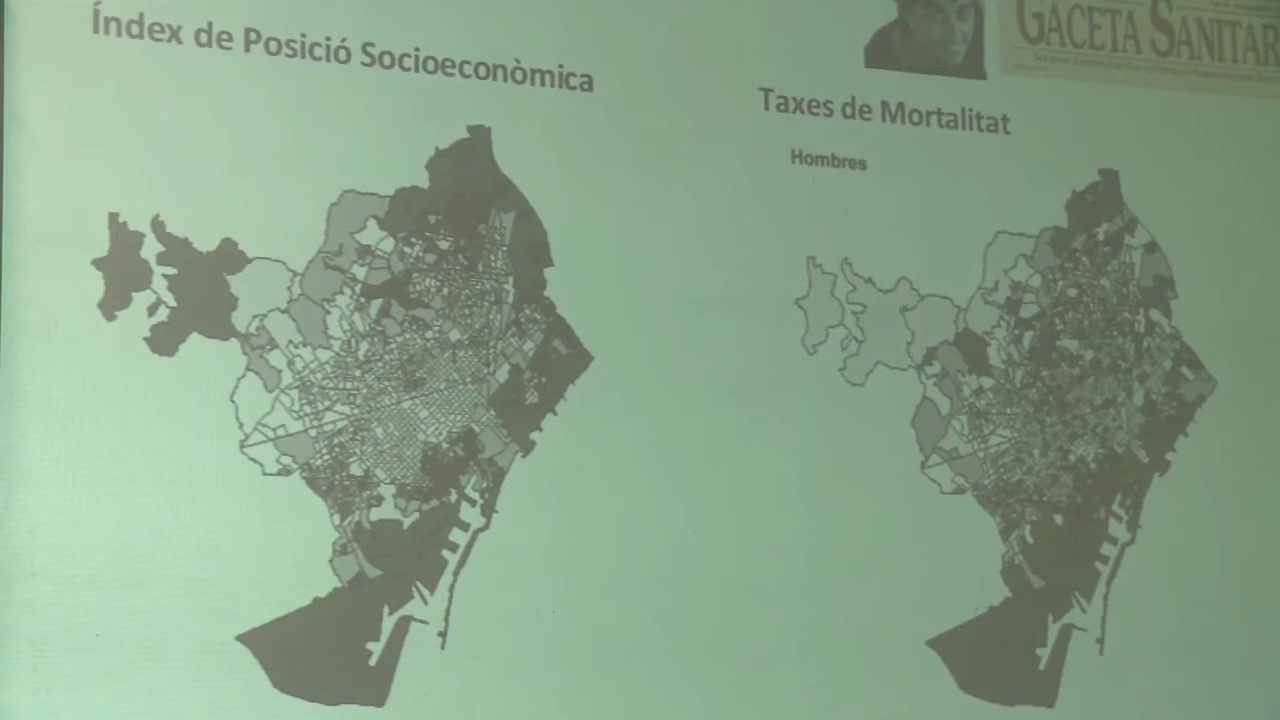 Índex de Posició Socioeconòmica
GACETA SANITAR
Taxes de Mortalitat
Hombres